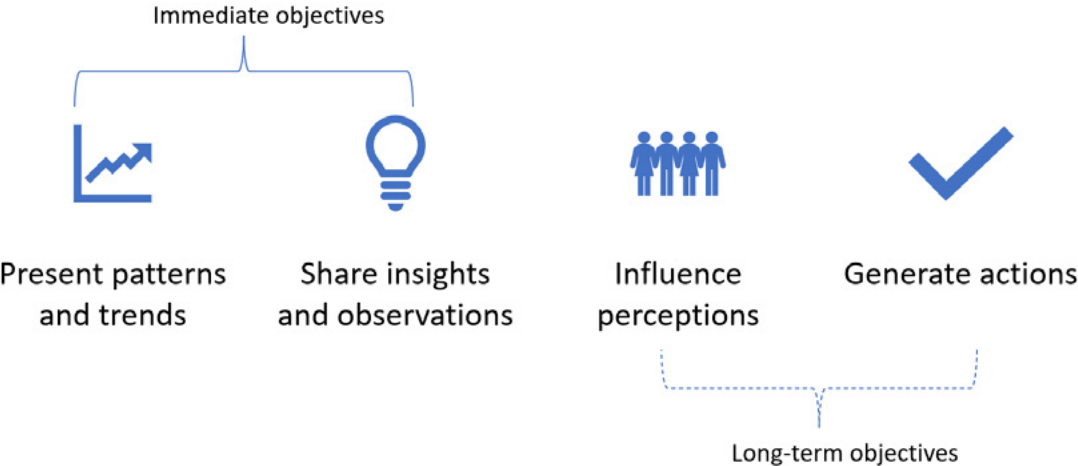 Immediate objectives
Present patterns
and trends
Share insights
and observations
Influence
perceptions
Generate actions
Long-term objectives